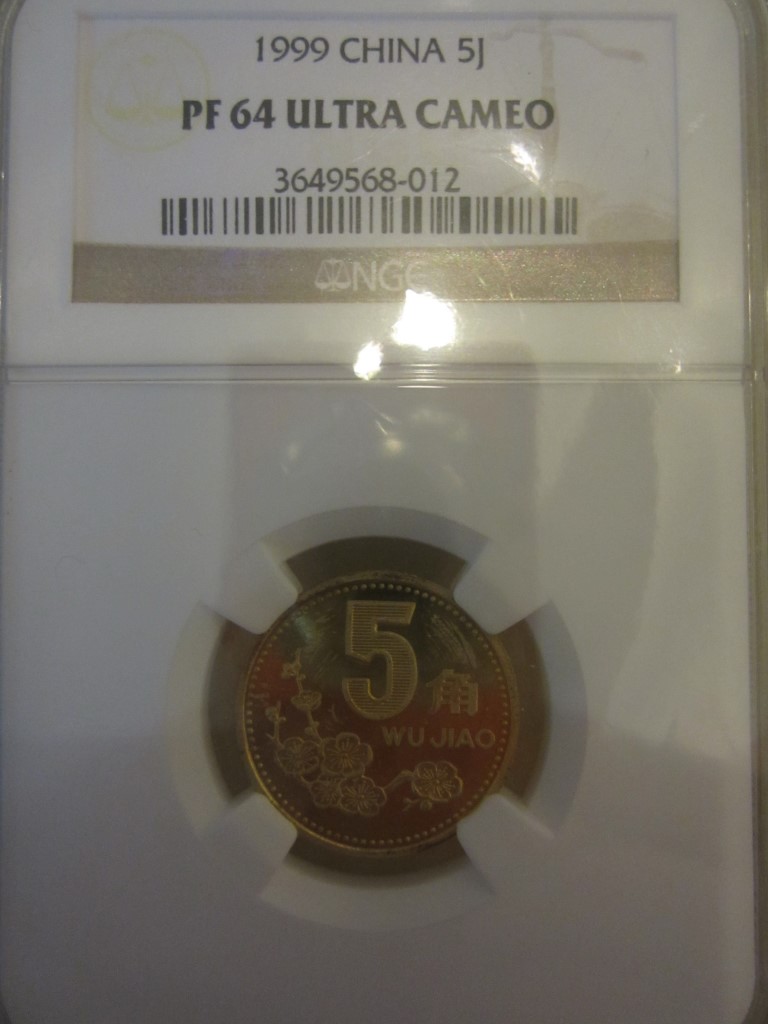 1999 CHINA 5J
PF 64 ULTRA CAMEO
3649568-012
NGC
5角
WU JIAO